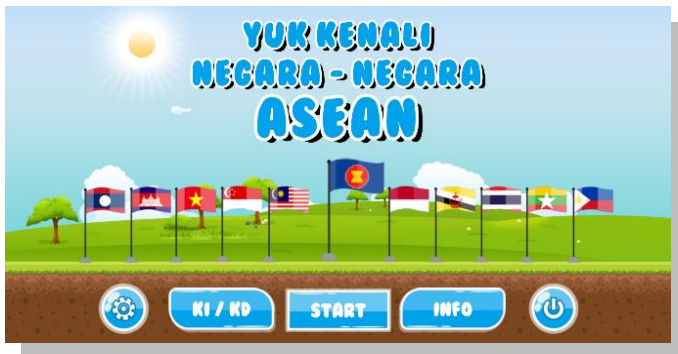 YUK KENALI
NEGARA - NEGARA
ASEAN
KI / KD
START
INFO